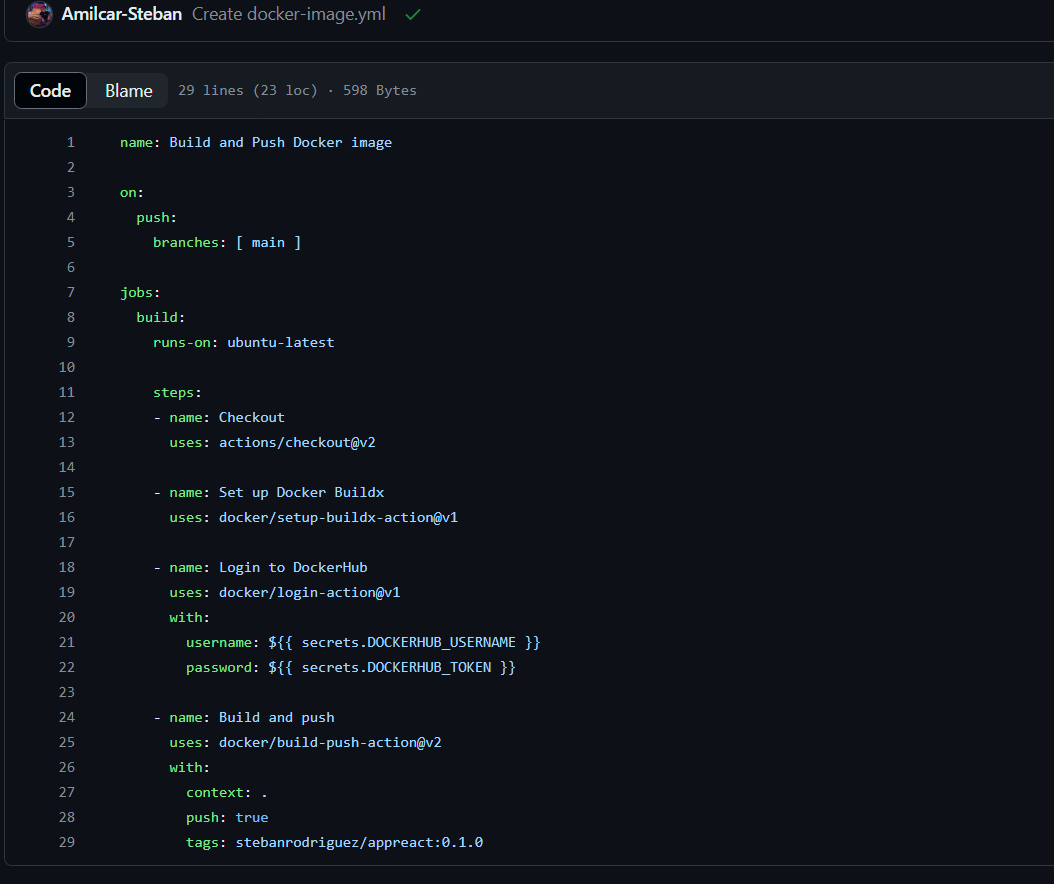 Amilcar-Steban Create docker-image.yml
Code Blame 29 lines (23 loc) · 598 Bytes
1 name: Build and Push Docker image
2
3 on:
4   push:
5     branches: [ main ]
6
7 jobs:
8   build:
9     runs-on: ubuntu-latest
10
11     steps:
12     - name: Checkout
13       uses: actions/checkout@v2
14
15     - name: Set up Docker Buildx
16       uses: docker/setup-buildx-action@v1
17
18     - name: Login to DockerHub
19       uses: docker/login-action@v1
20       with:
21         username: ${{ secrets.DOCKERHUB_USERNAME }}
22         password: ${{ secrets.DOCKERHUB_TOKEN }}
23
24     - name: Build and push
25       uses: docker/build-push-action@v2
26       with:
27         context: .
28         push: true
29         tags: stebanrodriguez/appreact:0.1.0